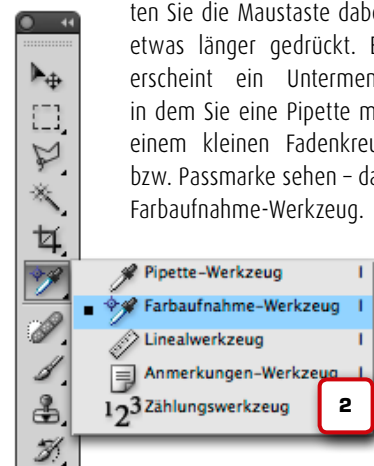 ten Sie die Maustaste dabe
etwas länger gedrückt.
erscheint ein Untermen
in dem Sie eine Pipette m
einem kleinen Fadenkreu
bzw. Passmarke sehen – da
Farbaufnahme-Werkzeug.
Pipette-Werkzeug I
Farbaufnahme-Werkzeug I
Linealwerkzeug I
Anmerkungen-Werkzeug I
123 Zählungswerkzeug
2